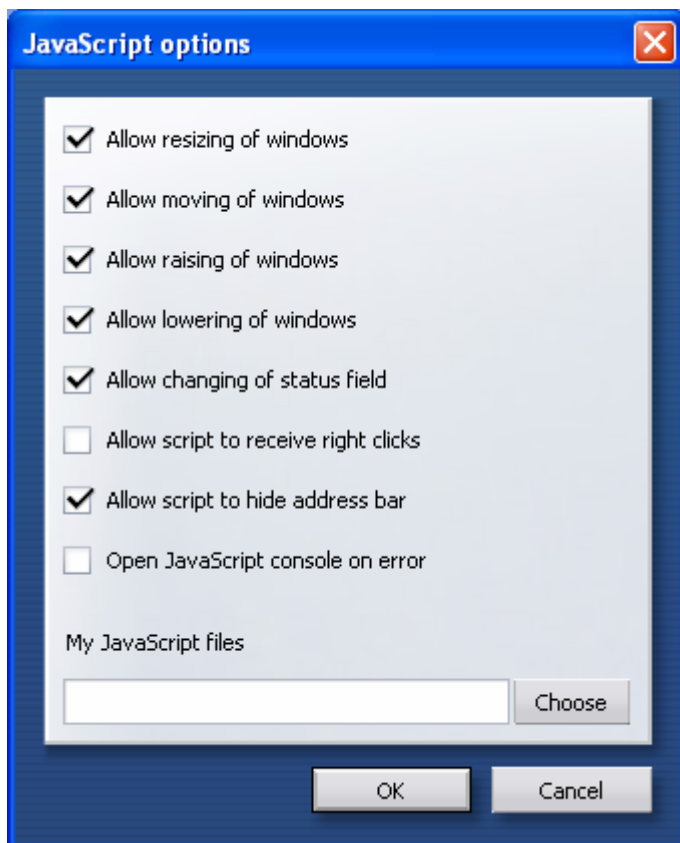 JavaScript options
Allow resizing of windows
Allow moving of windows
Allow raising of windows
Allow lowering of windows
Allow changing of status field
Allow script to receive right clicks
Allow script to hide address bar
Open JavaScript console on error
My JavaScript files
Choose
OK Cancel